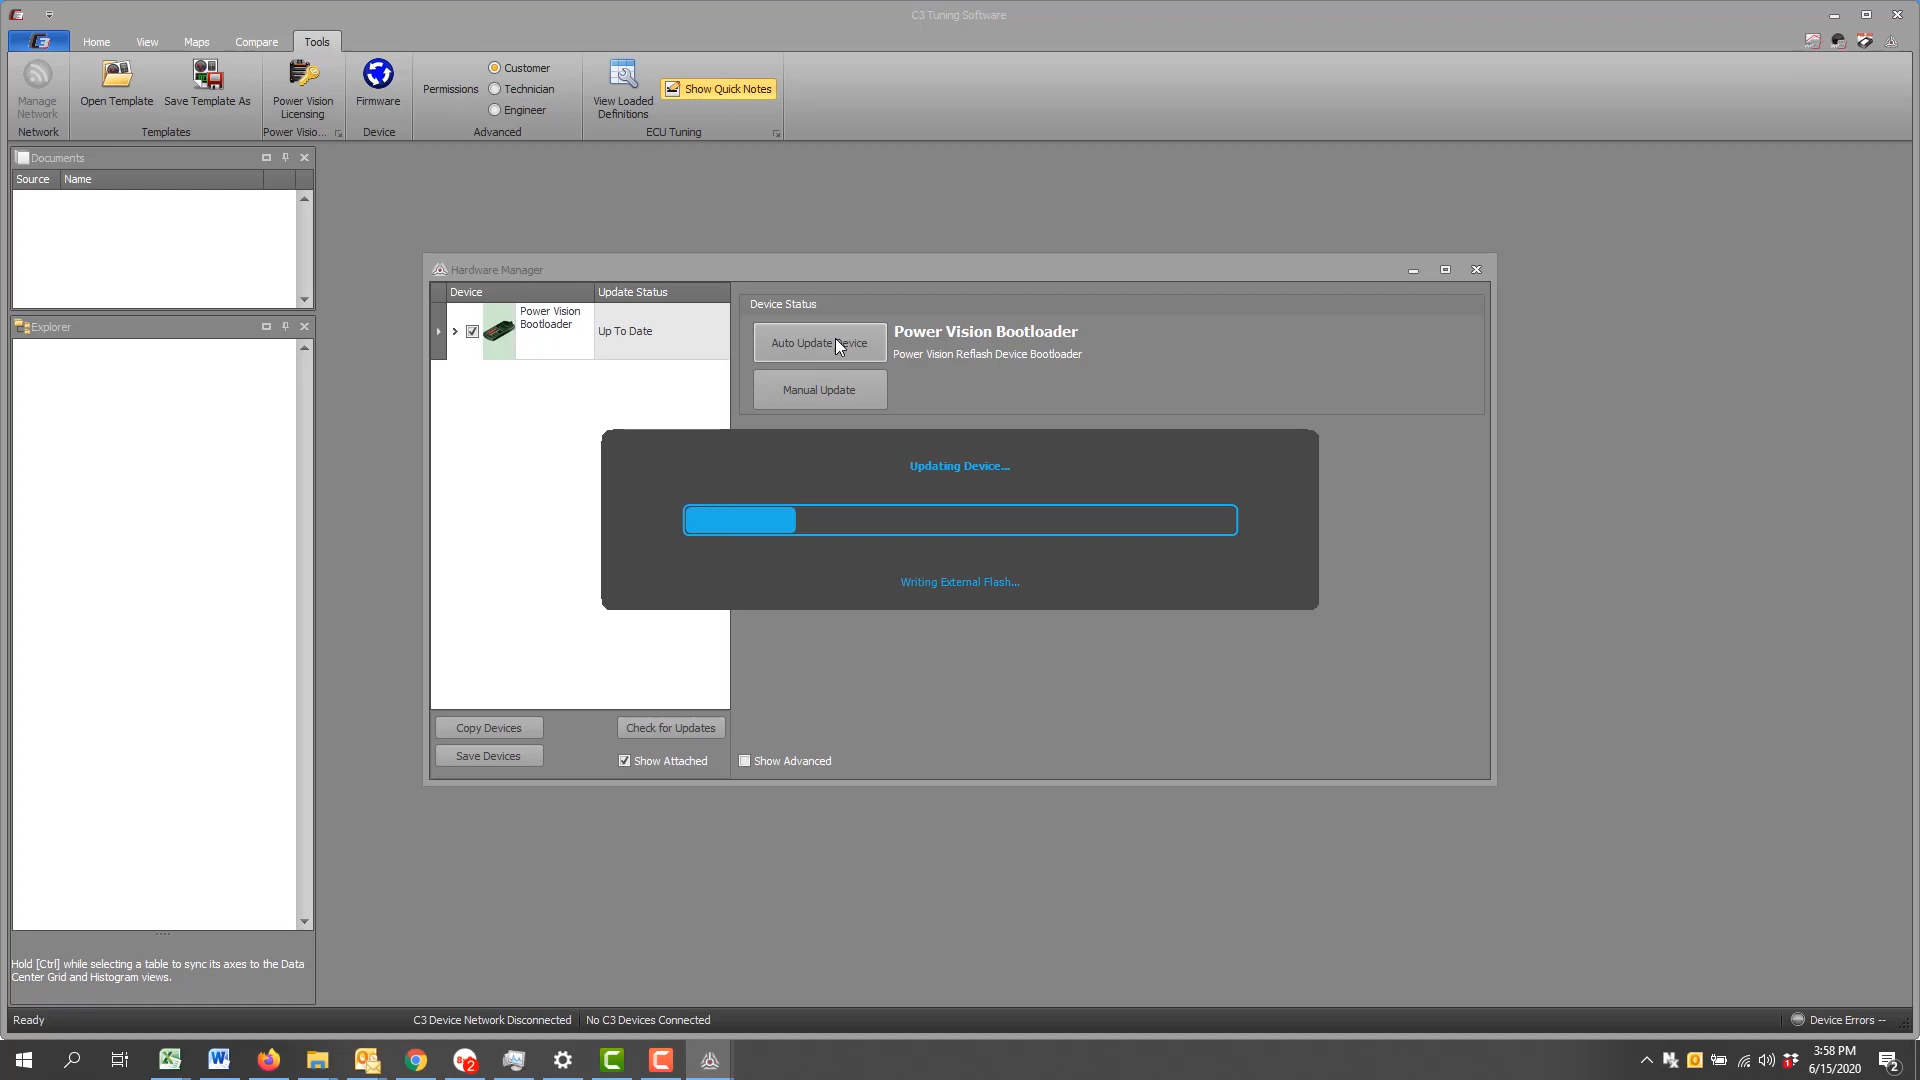 C3 Tuning Software
C3
Home
View
Maps
Compare
Tools
Manage
Network
Open Template
Save Template As
Power Vision
Licensing
Firmware
Permissions
Customer
Technician
Engineer
View Loaded
Definitions
Show Quick Notes
Network
Templates
Power Visio...
Device
Advanced
ECU Tuning
Documents
Source
Name
Explorer
Hold [Ctrl] while selecting a table to sync its axes to the Data
Center Grid and Histogram views.
Hardware Manager
Device
Update Status
Power Vision
Bootloader
Up To Date
Device Status
Auto Update Device
Power Vision Bootloader
Power Vision Reflash Device Bootloader
Manual Update
Updating Device...
Writing External Flash...
Copy Devices
Check for Updates
Save Devices
Show Attached
Show Advanced
Ready
C3 Device Network Disconnected
No C3 Devices Connected
Device Errors --
3:58 PM
6/15/2020